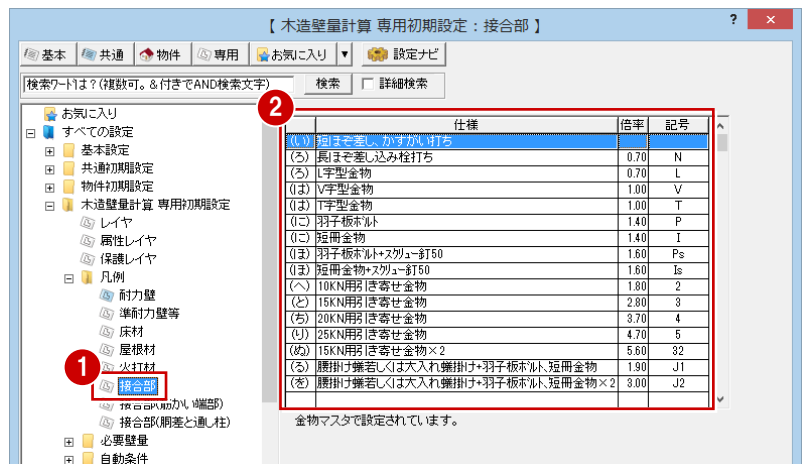 【 木造壁量計算 専用初期設定：接合部 】 ? x
基本 共通 物件 専用 お気に入り ▼ 設定ナビ
検索ワードは？(複数可。& 付きでAND検索文字) 検索 詳細検索
お気に入り
すべての設定
基本設定
共通初期設定
物件初期設定
木造壁量計算 専用初期設定
レイヤ
属性レイヤ
保護レイヤ
凡例
耐力壁
準耐力壁等
床材
屋根材
火打材
1
接合部
接合部(筋かい端部)
接合部(胴差と通し柱)
必要壁量
自動条件
2
仕様 倍率 記号
(い) 短ほぞ差し、かすがい打ち
(ろ) 長ほぞ差し込み栓打ち 0.70 N
(ろ) L字型金物 0.70 L
(は) V字型金物 1.00 V
(は) T字型金物 1.00 T
(に) 羽子板ボルト 1.40 P
(に) 短冊金物 1.40 I
(ほ) 羽子板ボルト+スクリュー釘T50 1.60 Ps
(ほ) 短冊金物+スクリュー釘T50 1.60 Is
(へ) 10KN用引き寄せ金物 1.80 2
(と) 15KN用引き寄せ金物 2.80 3
(ち) 20KN用引き寄せ金物 3.70 4
(り) 25KN用引き寄せ金物 4.70 5
(ぬ) 15KN用引き寄せ金物×2 5.60 32
(る) 腰掛け蟻若しくは大入れ蟻掛け+羽子板ボルト,短冊金物 1.90 J1
(を) 腰掛け蟻若しくは大入れ蟻掛け+羽子板ボルト,短冊金物×2 3.00 J2
金物マスタで設定されています。